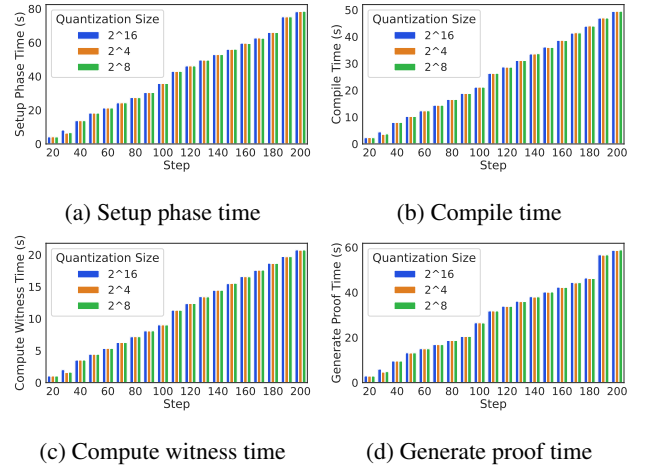 Setup Phase Time (s)
80
60
40
20
0
Quantization Size
2^16
2^4
2^8
20 40 60 80 100 120 140 160 180 200
Step
(a) Setup phase time
Compile Time (s)
50
40
30
20
10
0
Quantization Size
2^16
2^4
2^8
20 40 60 80 100 120 140 160 180 200
Step
(b) Compile time
Compute Witness Time (s)
20
15
10
5
0
Quantization Size
2^16
2^4
2^8
20 40 60 80 100 120 140 160 180 200
Step
(c) Compute witness time
Generate Proof Time (s)
60
40
20
0
Quantization Size
2^16
2^4
2^8
20 40 60 80 100 120 140 160 180 200
Step
(d) Generate proof time